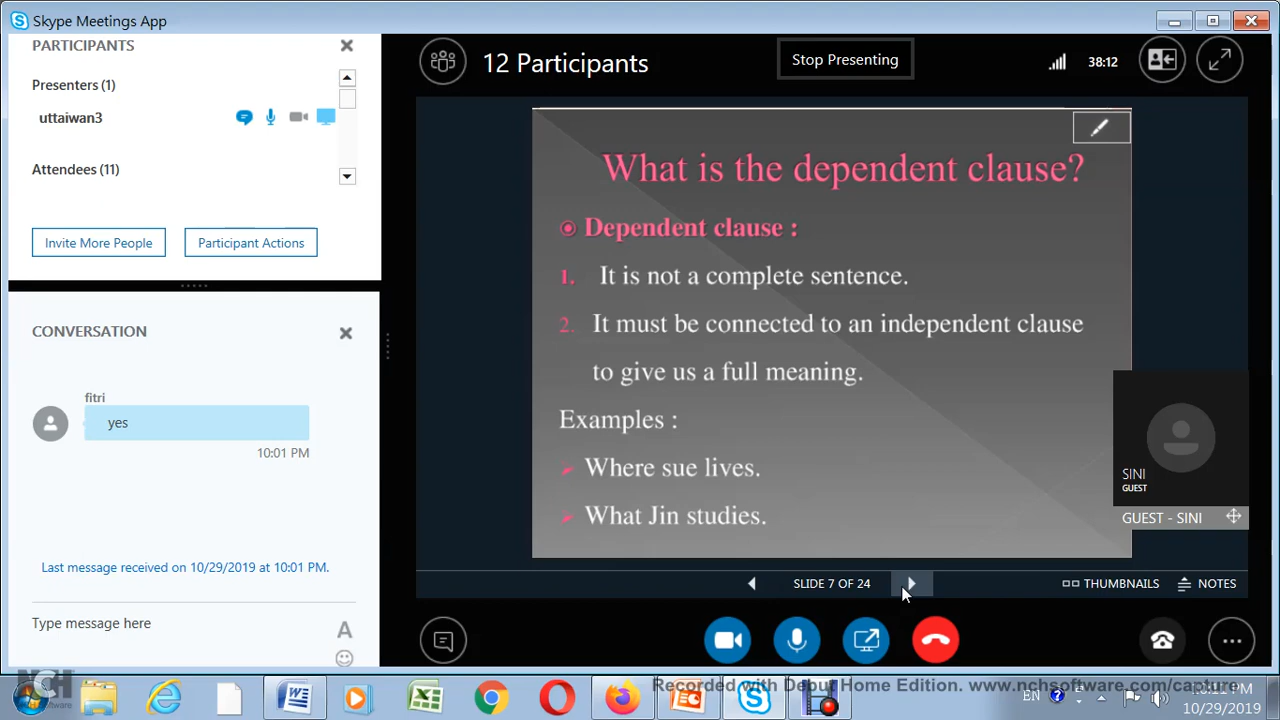 Skype Meetings App
PARTICIPANTS
Presenters (1)
uttaiwan3
Attendees (11)
Invite More People
Participant Actions
CONVERSATION
fitri
yes
10:01 PM
Last message received on 10/29/2019 at 10:01 PM.
Type message here
A
12 Participants
Stop Presenting
38:12
What is the dependent clause?
Dependent clause :
1. It is not a complete sentence.
2. It must be connected to an independent clause
to give us a full meaning.
Examples :
Where sue lives.
What Jin studies.
SINI
GUEST
GUEST - SINI
SLIDE 7 OF 24
THUMBNAILS
NOTES
NCH
Software
Recorded with Debut Home Edition. www.nchsoftware.com/capture
EN
10/29/2019